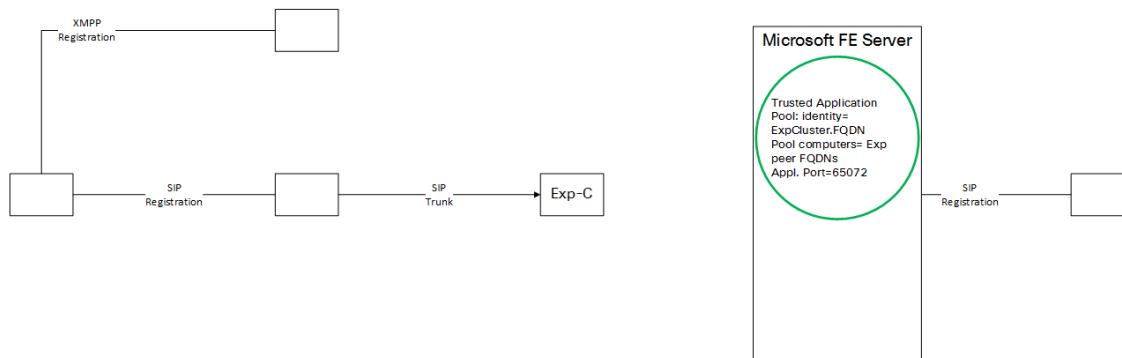 XMPP
Registration
Microsoft FE Server
Trusted Application
Pool: identity=
ExpCluster.FQDN
Pool computers= Exp
peer FQDNs
Appl. Port=65072
SIP
Registration
SIP
Trunk
Exp-C
SIP
Registration